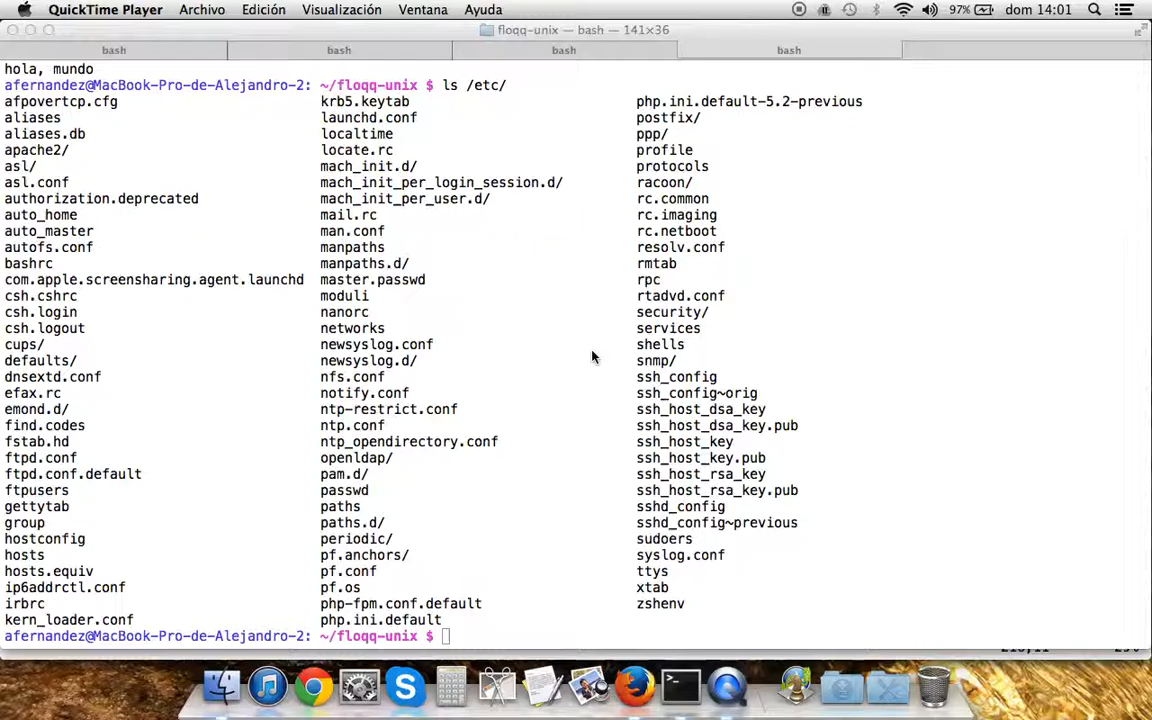 QuickTime Player Archivo Edición Visualización Ventana Ayuda 97% dom 14:01
floqq-unix — bash — 141×36
bash bash bash bash
hola, mundo
afernandez@MacBook-Pro-de-Alejandro-2: ~/floqq-unix $ ls /etc/
afpovertcp.cfg krb5.keytab php.ini.default-5.2-previous
aliases launchd.conf postfix/
aliases.db localtime ppp/
apache2/ locate.rc profile
asl/ mach_init.d/ protocols
asl.conf mach_init_per_login_session.d/ racoon/
authorization.deprecated mach_init_per_user.d/ rc.common
auto_home mail.rc rc.imaging
auto_master man.conf rc.netboot
autofs.conf manpaths resolv.conf
bashrc manpaths.d/ rmtab
com.apple.screensharing.agent.launchd master.passwd rpc
csh.cshrc moduli rtadvd.conf
csh.login nanorc security/
csh.logout networks services
cups/ newsyslog.conf shells
defaults/ newsyslog.d/ snmp/
dnsextd.conf nfs.conf ssh_config
efax.rc notify.conf ssh_config~orig
emond.d/ ntp-restrict.conf ssh_host_dsa_key
find.codes ntp.conf ssh_host_dsa_key.pub
fstab.hd ntp_opendirectory.conf ssh_host_key
ftpd.conf openldap/ ssh_host_key.pub
ftpd.conf.default pam.d/ ssh_host_rsa_key
ftpusers passwd ssh_host_rsa_key.pub
gettytab paths sshd_config
group paths.d/ sshd_config~previous
hostconfig periodic/ sudoers
hosts pf.anchors/ syslog.conf
hosts.equiv pf.conf ttys
ip6addrctl.conf pf.os xtab
irbrc php-fpm.conf.default zshenv
kern_loader.conf php.ini.default
afernandez@MacBook-Pro-de-Alejandro-2: ~/floqq-unix $